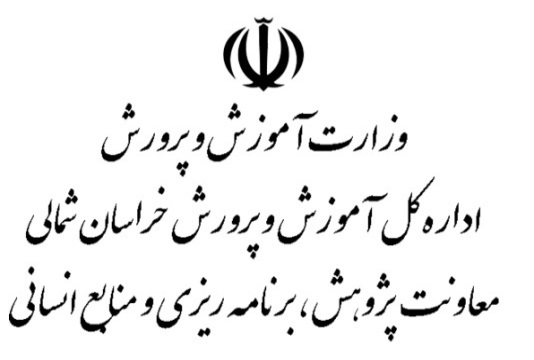 وزارت آموزش و پرورش
اداره کل آموزش و پرورش خراسان شمالی
معاونت پژوهش، برنامه ریزی و منابع انسانی